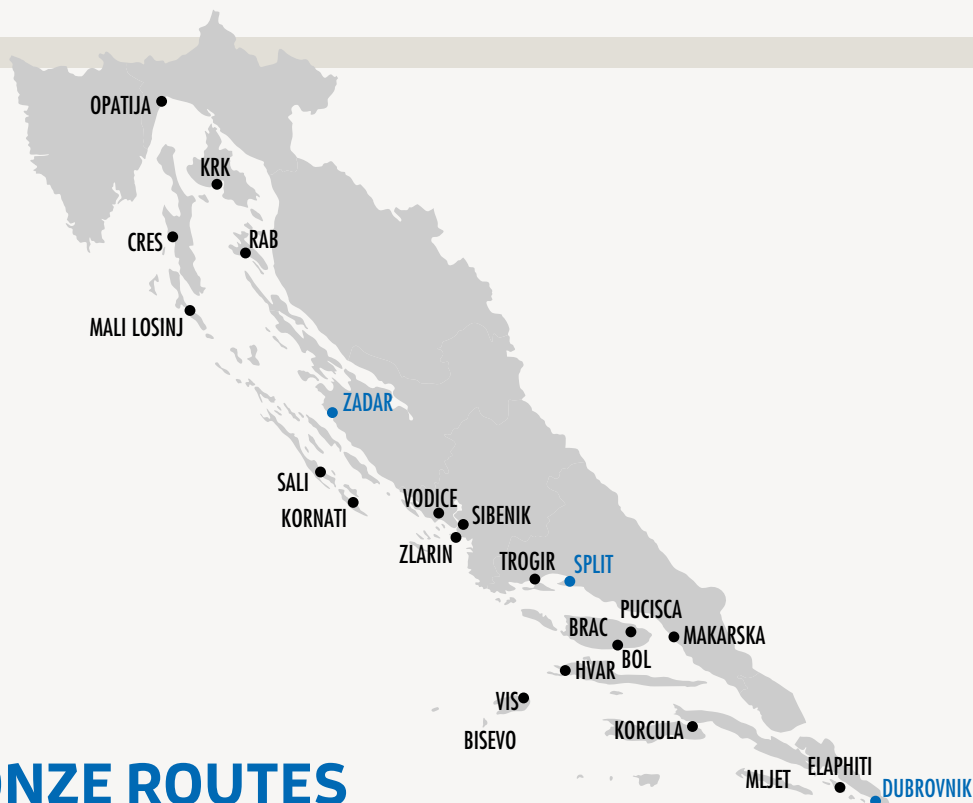 OPATIJA
KRK
CRES
RAB
MALI LOSINJ
ZADAR
SALI
KORNATI
VODICE
SIBENIK
ZLARIN
TROGIR
SPLIT
PUCISCA
BRAC
MAKARSKA
BOL
HVAR
VIS
BISEVO
KORCULA
MLJET
ELAPHITI
DUBROVNIK
NZE ROUTES